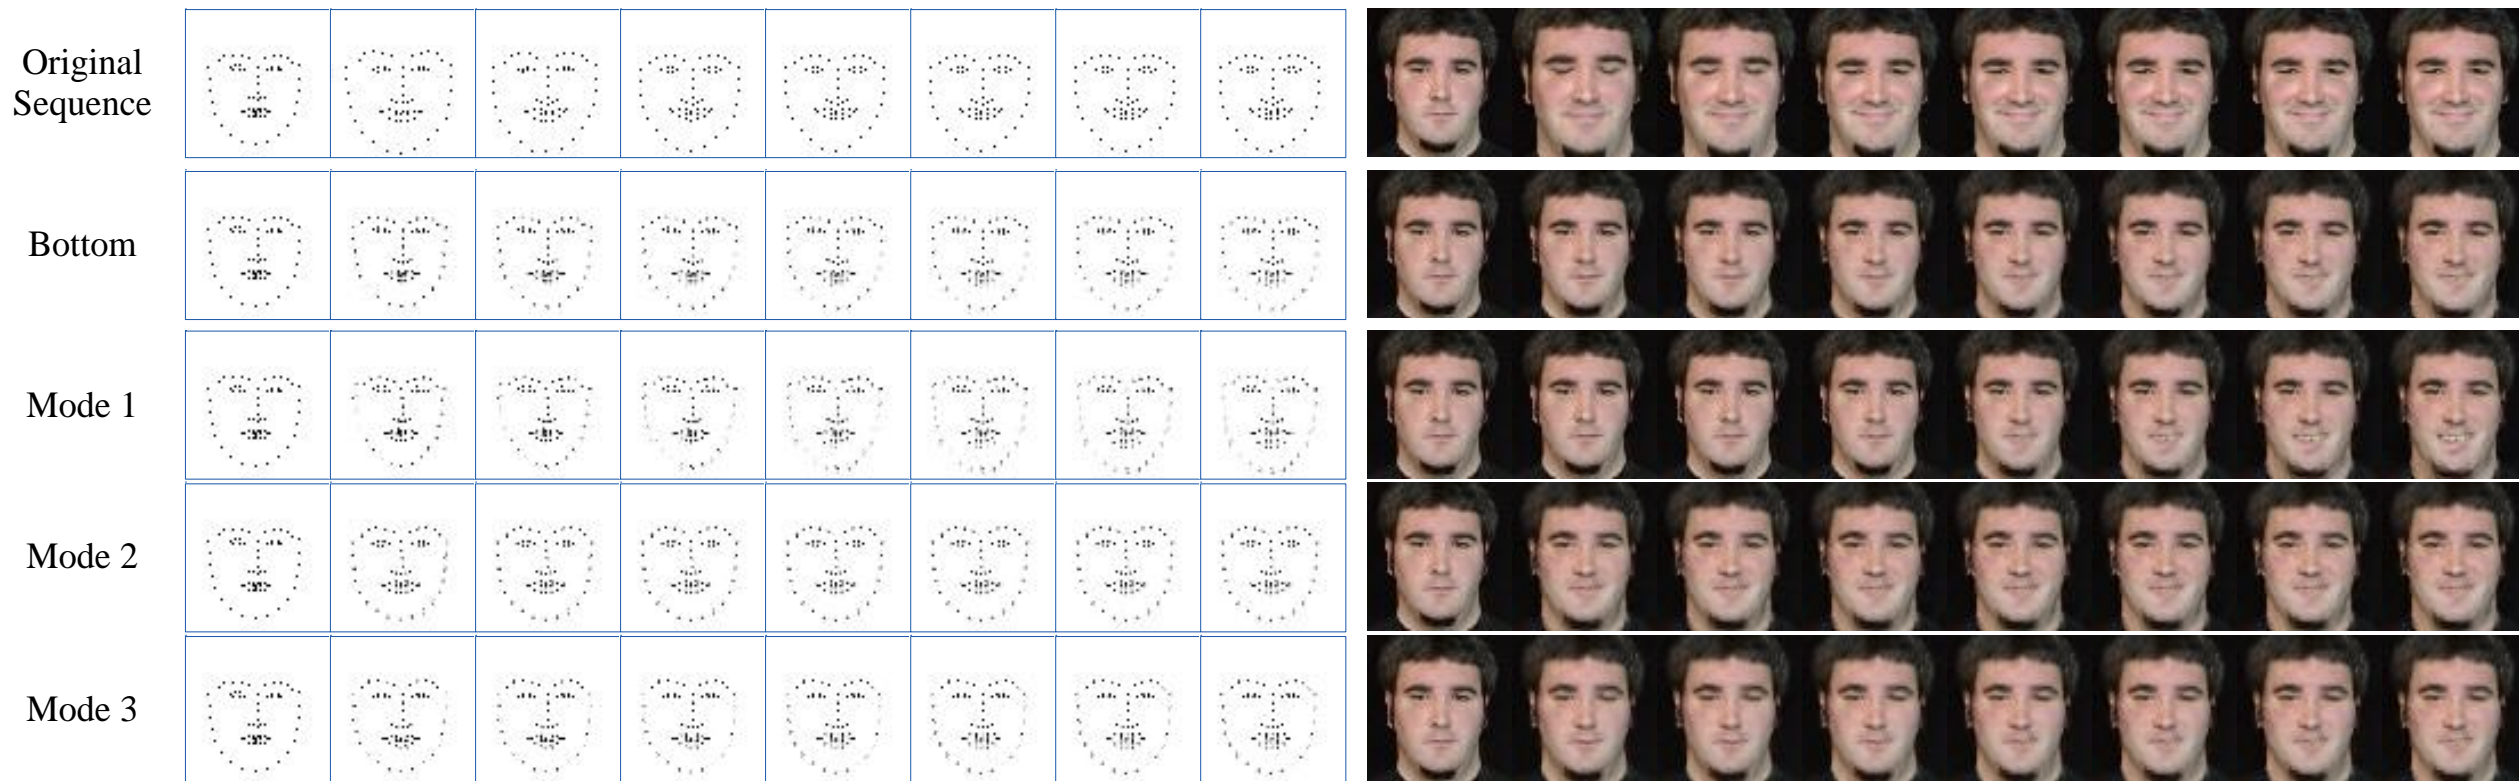 Original
Sequence
Bottom
Mode 1
Mode 2
Mode 3